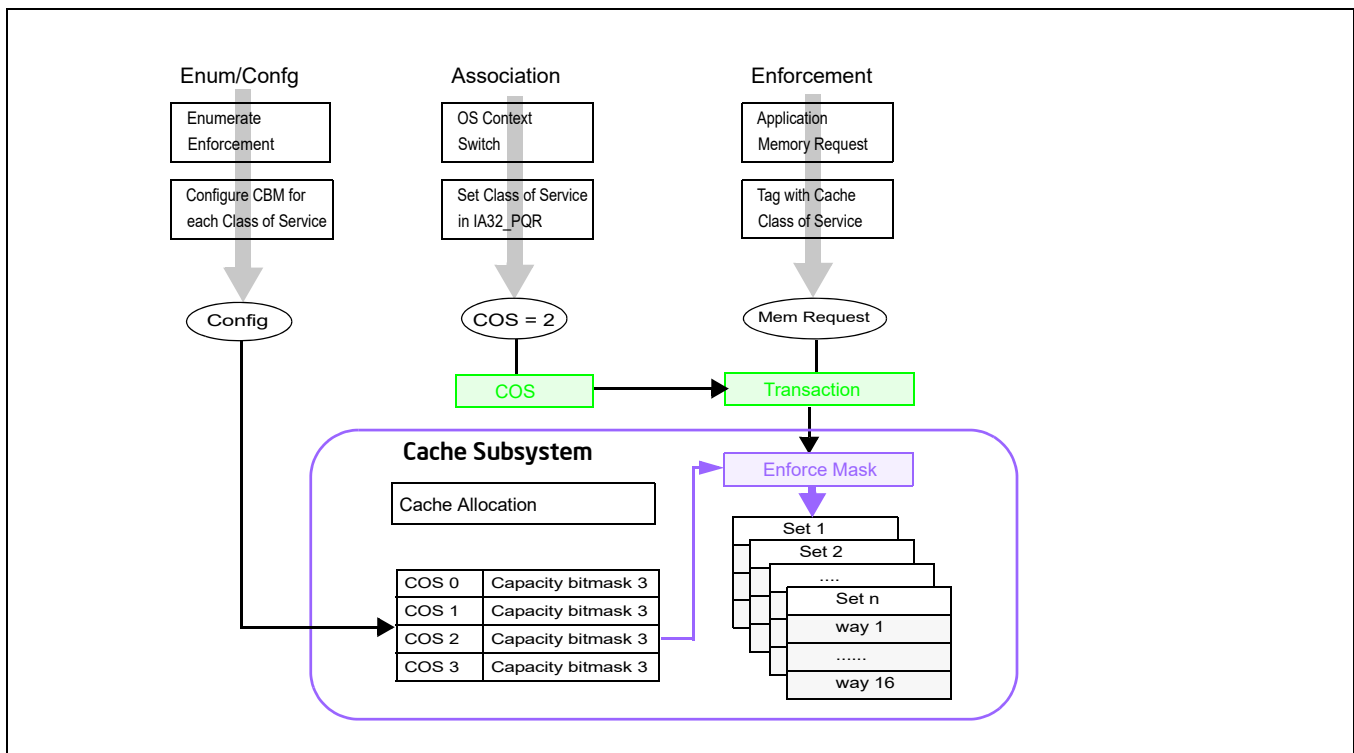 Enum/Confg
Association
Enforcement
Enumerate
Enforcement
OS Context
Switch
Application
Memory Request
Configure CBM for
each Class of Service
Set Class of Service
in IA32_PQR
Tag with Cache
Class of Service
Config
COS = 2
Mem Request
COS
Transaction
Cache Subsystem
Enforce Mask
Cache Allocation
Set 1
Set 2
....
Set n
way 1
......
way 16
COS 0 Capacity bitmask 3
COS 1 Capacity bitmask 3
COS 2 Capacity bitmask 3
COS 3 Capacity bitmask 3